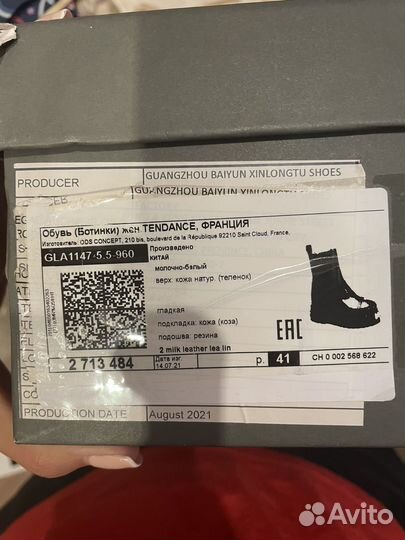 PRODUCER GUANGZHOU BAIYUN XINLONGTU SHOES
GUANGZHOU BAIYUN
Обувь (Ботинки) жен TENDANCE, ФРАНЦИЯ
Изготовитель: ODS CONCEPT, 210 bis, boulevard de la République 92210 Saint Cloud, France,
GLA1147-5.5-960
Произведено
КИТАЙ
молочно-белый
верх: кожа натур. (теленок)
гладкая
подкладка: кожа (коза)
подошва: резина
2 milk leather lea lin
EAC
2 713 484
Дата изг
14.07.21
р. 41
CH 0 002 568 622
PRODUCTION DATE August 2021
Avito